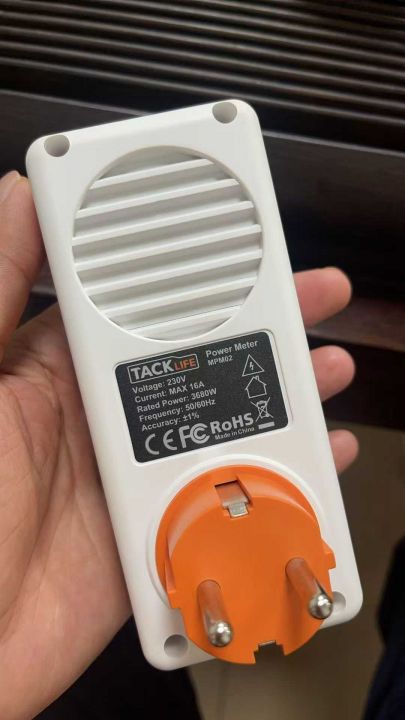 TACKLIFE Power Meter
MPM02
Voltage: 230V
Current: MAX 16A
Rated Power: 3680W
Frequency: 50/60Hz
Accuracy: ±1%
CE FC RoHS
Made in China